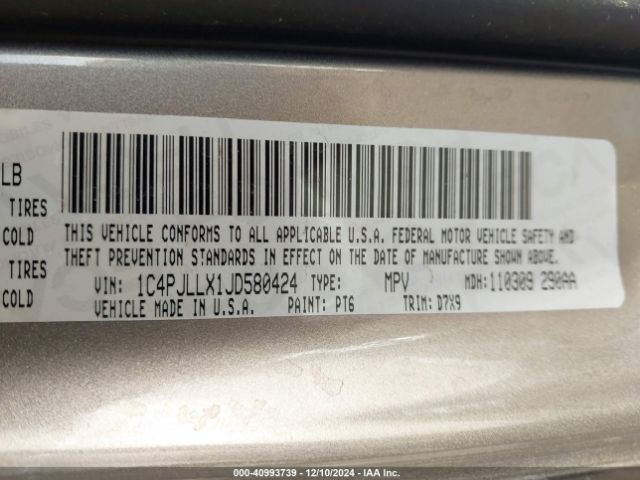 LB
TIRES
COLD
TIRES
COLD
THIS VEHICLE CONFORMS TO ALL APPLICABLE U.S.A. FEDERAL MOTOR VEHICLE SAFETY AND
THEFT PREVENTION STANDARDS IN EFFECT ON THE DATE OF MANUFACTURE SHOWN ABOVE.
VIN: 1C4PJLLX1JD580424 TYPE: MPV MDH: 110309 290AA
VEHICLE MADE IN U.S.A. PAINT: PT6 TRIM: D7X9
000-40993739 - 12/10/2024 - IAA Inc.